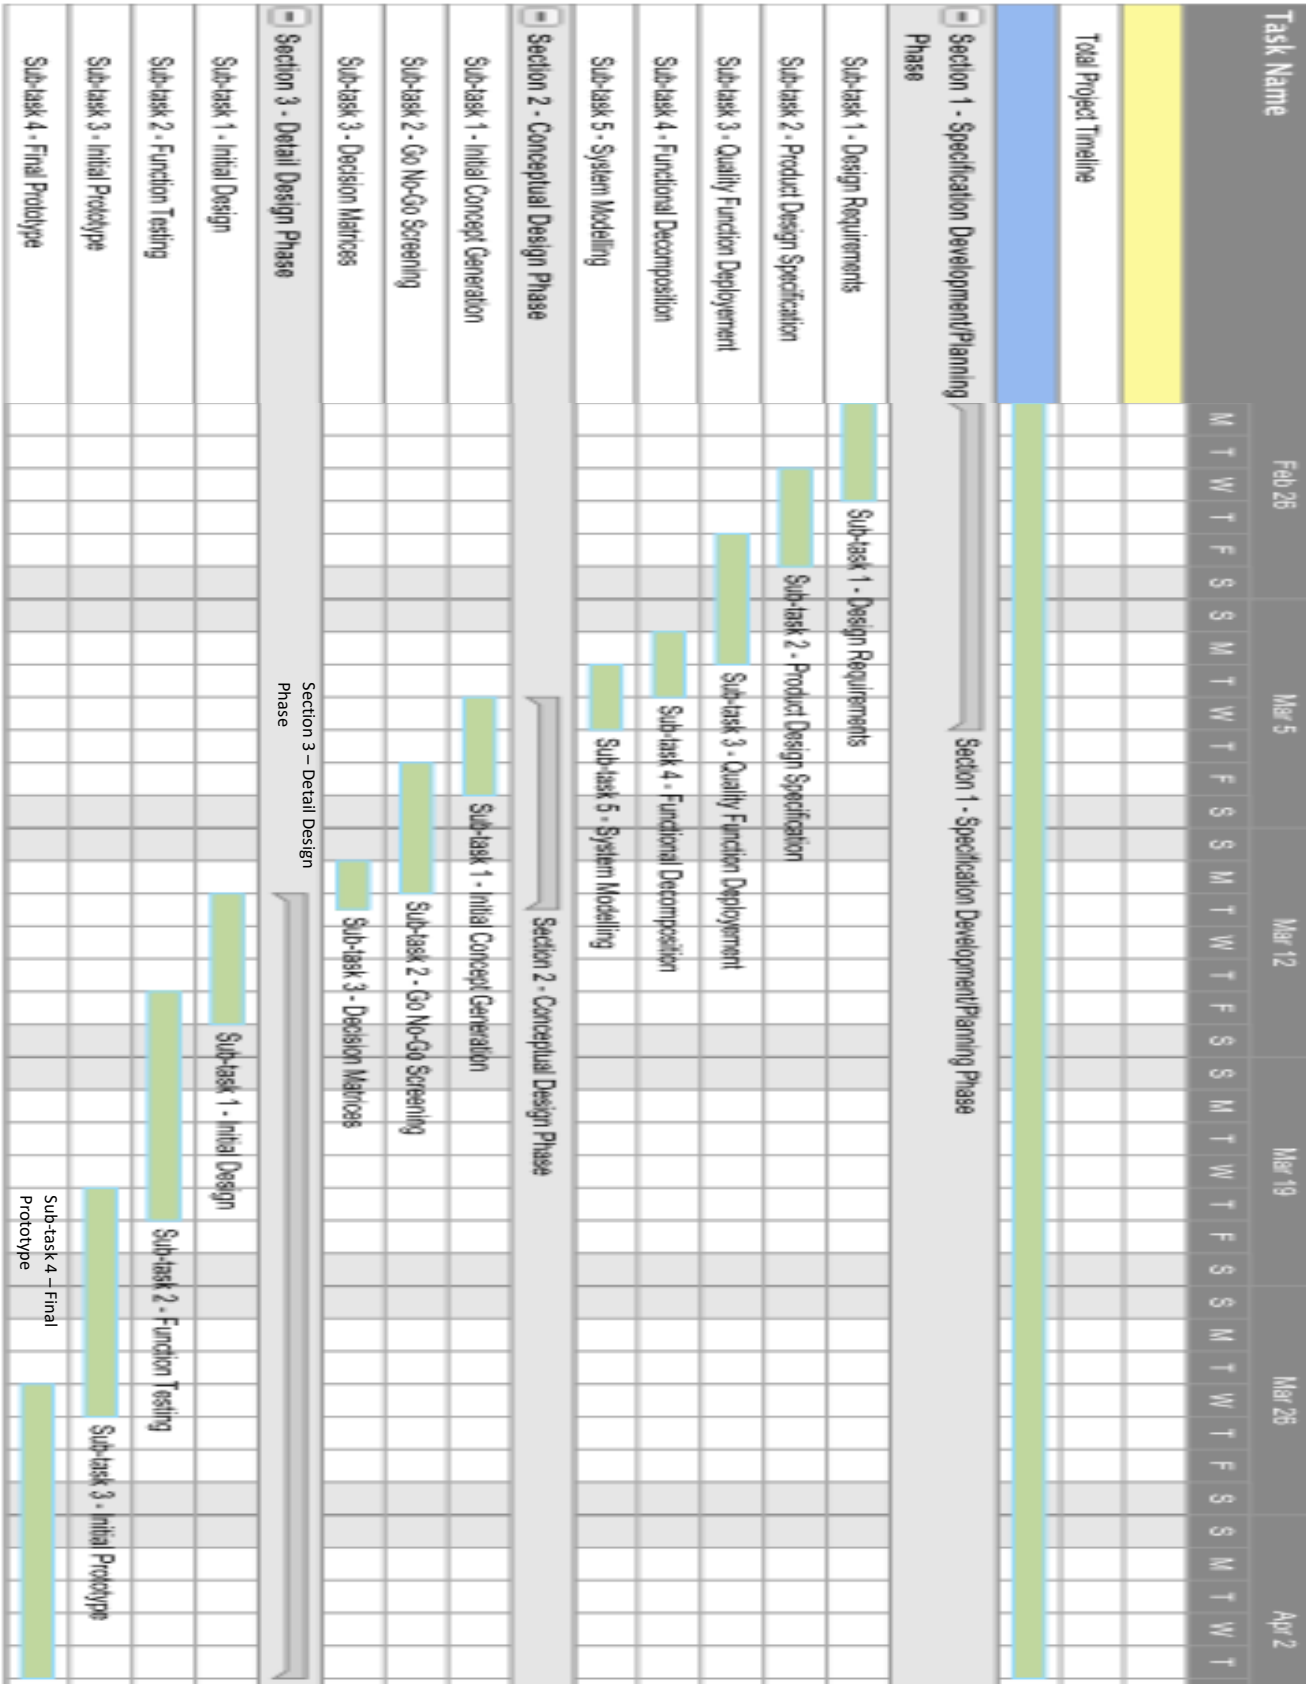 Task Name
Feb 26
Mar 5
Mar 12
Mar 19
Mar 26
Apr 2
M T W T F S S M T W T F S S M T W T F S S M T W T F S S M T W T F S S M T W T
Total Project Timeline
Section 1 - Specification Development/Planning
Phase
Section 1 - Specification Development/Planning Phase
Sub-task 1 - Design Requirements
Sub-task 1 - Design Requirements
Sub-task 2 - Product Design Specification
Sub-task 2 - Product Design Specification
Sub-task 3 - Quality Function Deployement
Sub-task 3 - Quality Function Deployement
Sub-task 4 - Functional Decomposition
Sub-task 4 - Functional Decomposition
Sub-task 5 - System Modelling
Sub-task 5 - System Modelling
Section 2 - Conceptual Design Phase
Section 2 - Conceptual Design Phase
Sub-task 1 - Initial Concept Generation
Sub-task 1 - Initial Concept Generation
Sub-task 2 - Go No-Go Screening
Sub-task 2 - Go No-Go Screening
Sub-task 3 - Decision Matrices
Sub-task 3 - Decision Matrices
Section 3 - Detail Design Phase
Section 3 – Detail Design
Phase
Sub-task 1 - Initial Design
Sub-task 1 - Initial Design
Sub-task 2 - Function Testing
Sub-task 2 - Function Testing
Sub-task 3 - Initial Prototype
Sub-task 3 - Initial Prototype
Sub-task 4 - Final Prototype
Sub-task 4 – Final
Prototype